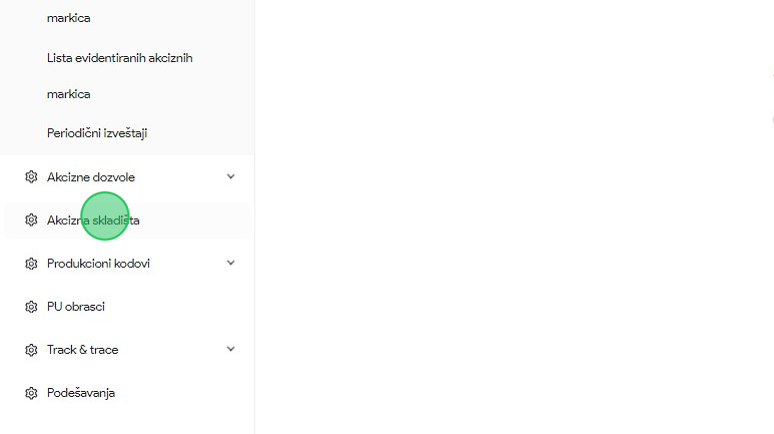 markica
Lista evidentiranih akciznih
markica
Periodični izveštaji
Akcizne dozvole
Akcizna skladišta
Produkcioni kodovi
PU obrasci
Track & trace
Podešavanja